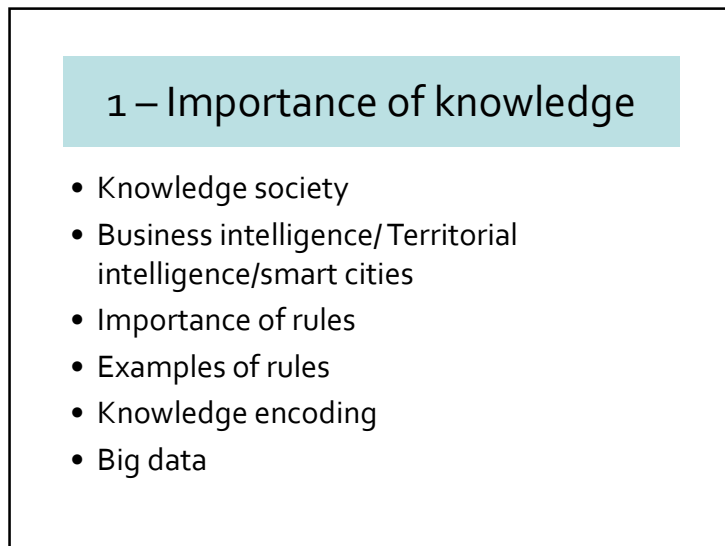 1 – Importance of knowledge
• Knowledge society
• Business intelligence/ Territorial
intelligence/smart cities
• Importance of rules
• Examples of rules
• Knowledge encoding
• Big data